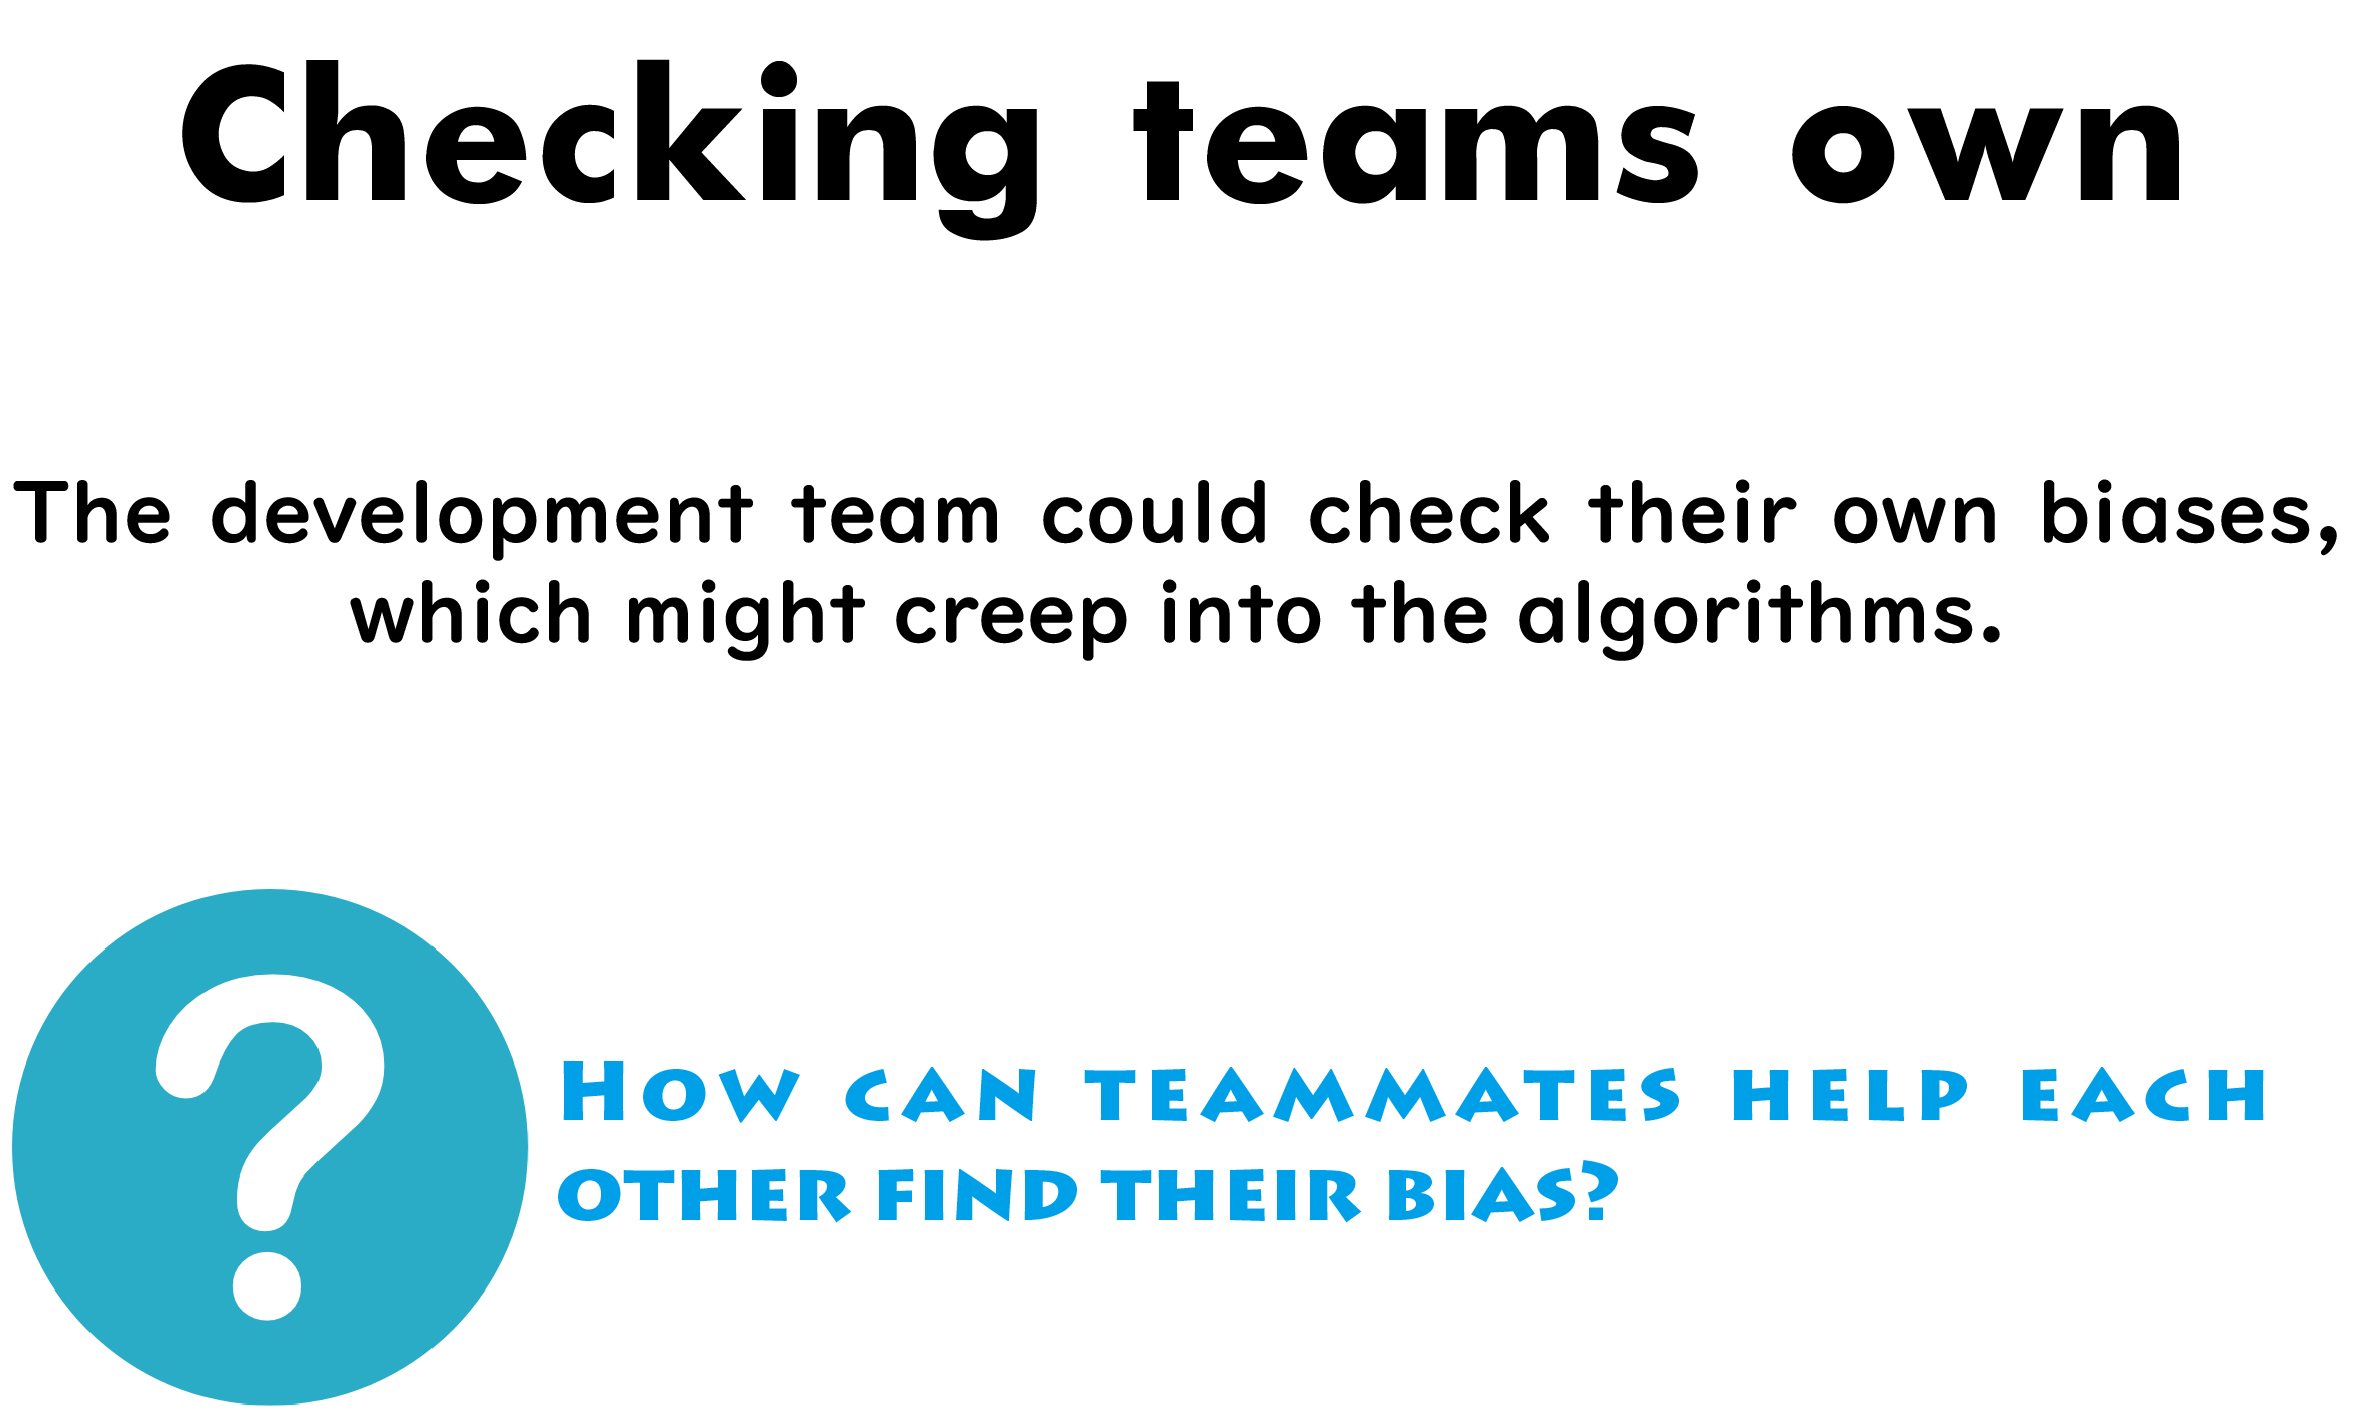 Checking teams own
The development team could check their own biases,
which might creep into the algorithms.
How can teammates help each
other find their bias?